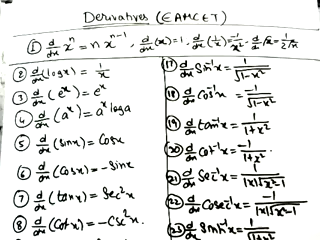 Derivatives (EAMCET)
① d/dx xⁿ = n xⁿ⁻¹, d/dx (x) = 1, d/dx (1/x) = -1/x², d/dx √x = 1/2√x
② d/dx (log x) = 1/x
③ d/dx (eˣ) = eˣ
④ d/dx (aˣ) = aˣ log a
⑤ d/dx (sinx) = Cosx
⑥ d/dx (Cosx) = -Sinx
⑦ d/dx (tanx) = Sec²x
⑧ d/dx (Cotx) = -Csc²x.
⑰ d/dx Sin⁻¹x = 1/√1-x²
⑱ d/dx Cos⁻¹x = -1/√1-x²
⑲ d/dx tan⁻¹x = 1/1+x²
⑳ d/dx Cot⁻¹x = -1/1+x²
㉑ d/dx Sec⁻¹x = 1/|x|√x²-1
㉒ d/dx Cosec⁻¹x = -1/|x|√x²-1
㉓ d/dx Sinh⁻¹x = 1